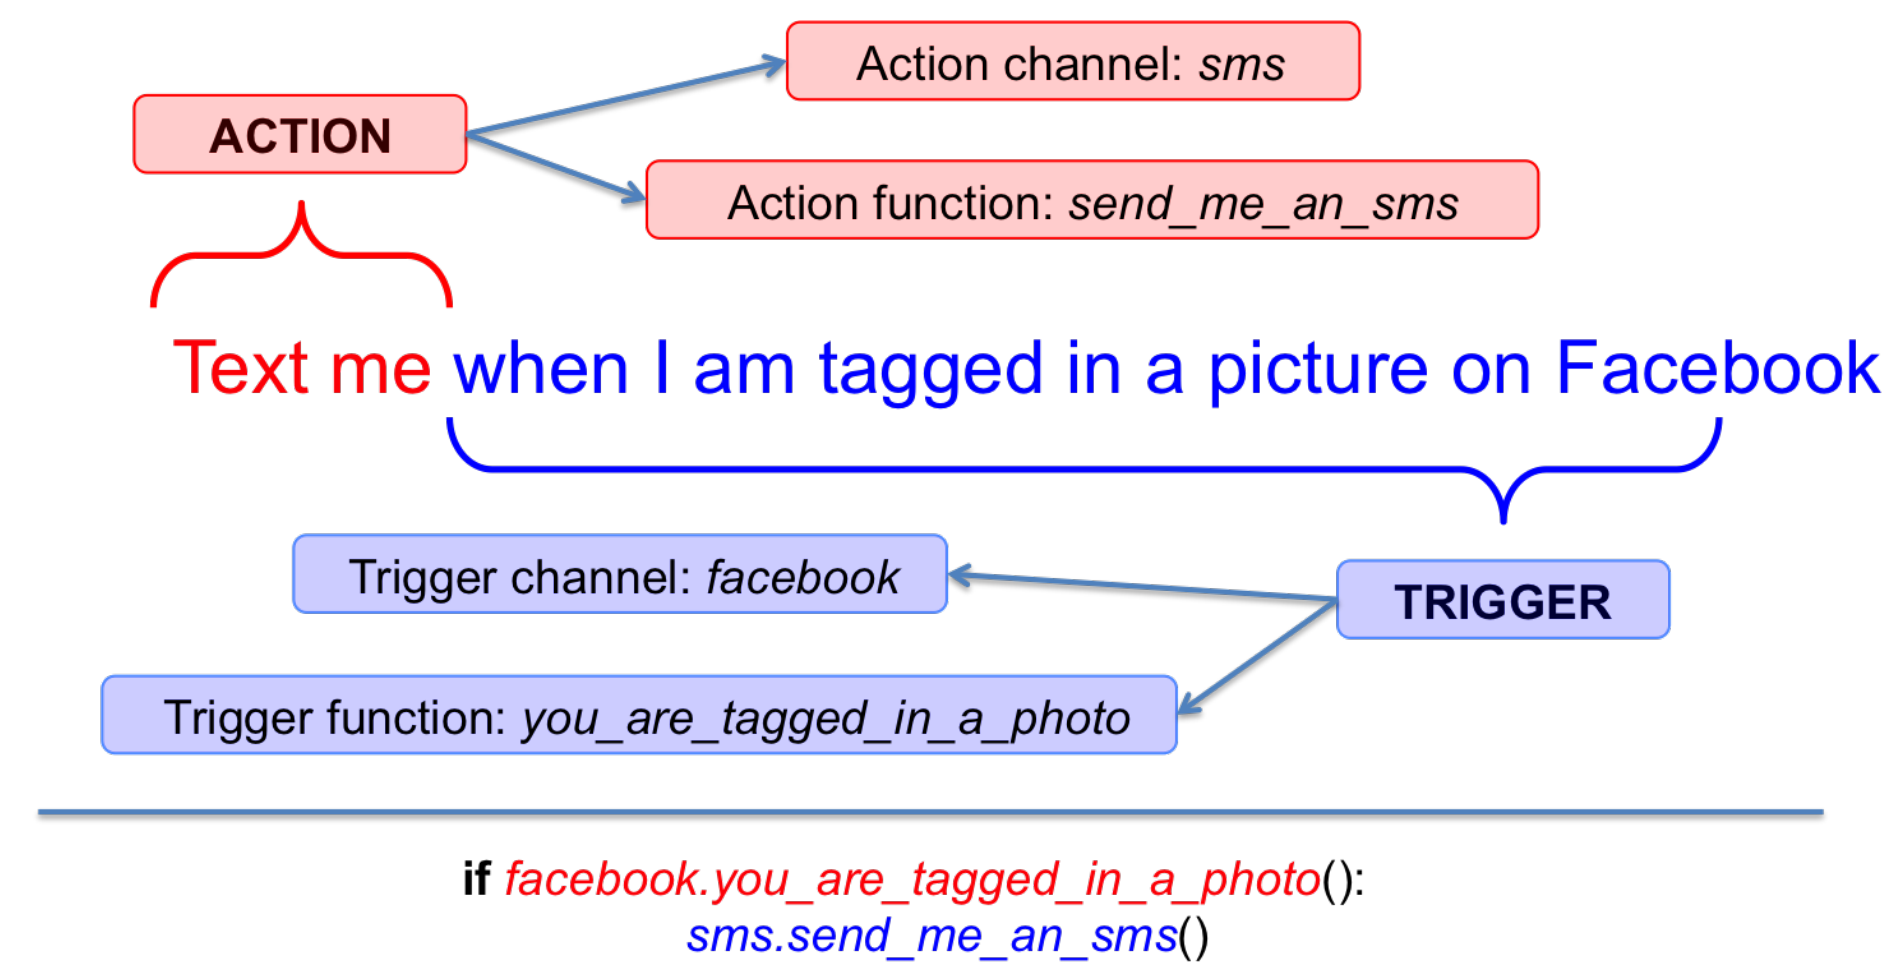 Action channel: sms
ACTION
Action function: send_me_an_sms
Text me when I am tagged in a picture on Facebook
Trigger channel: facebook
TRIGGER
Trigger function: you_are_tagged_in_a_photo
if facebook.you_are_tagged_in_a_photo():
sms.send_me_an_sms()